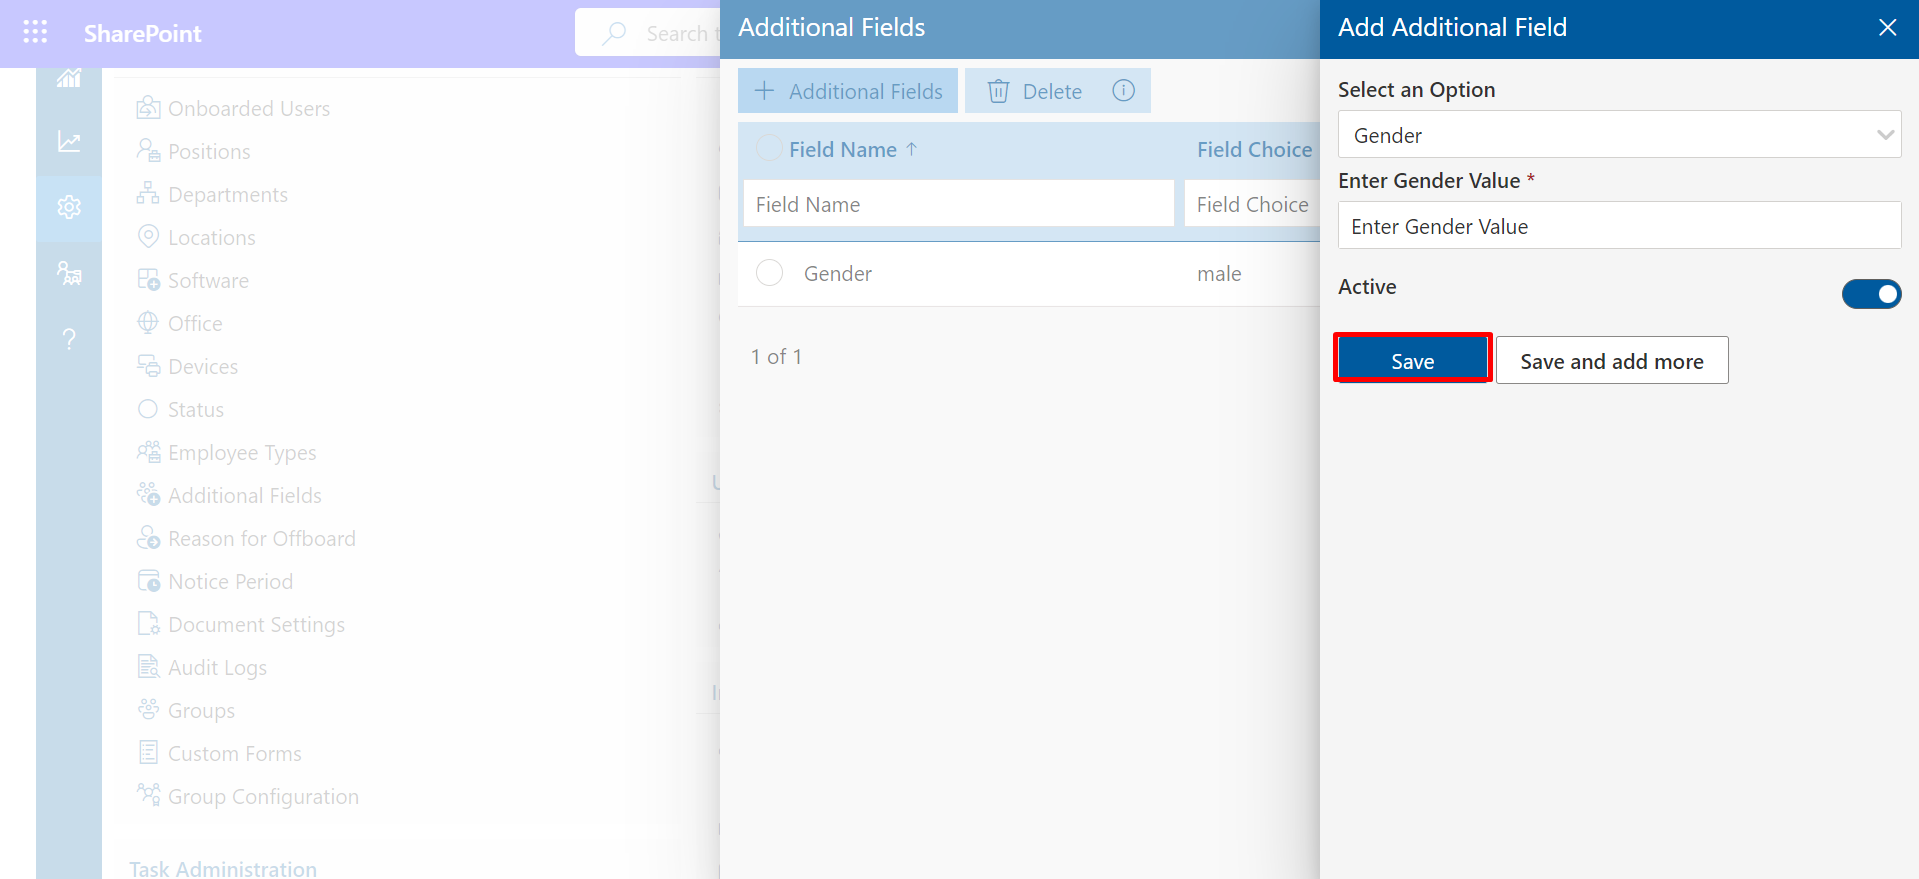 SharePoint
Search t
Onboarded Users
Positions
Departments
Locations
Software
Office
Devices
Status
Employee Types
Additional Fields
Reason for Offboard
Notice Period
Document Settings
Audit Logs
Groups
Custom Forms
Group Configuration
Task Administration
Additional Fields
Additional Fields
Delete
Field Name ↑
Field Choice
Field Name
Field Choice
Gender
male
1 of 1
Add Additional Field
Select an Option
Gender
Enter Gender Value *
Enter Gender Value
Active
Save
Save and add more